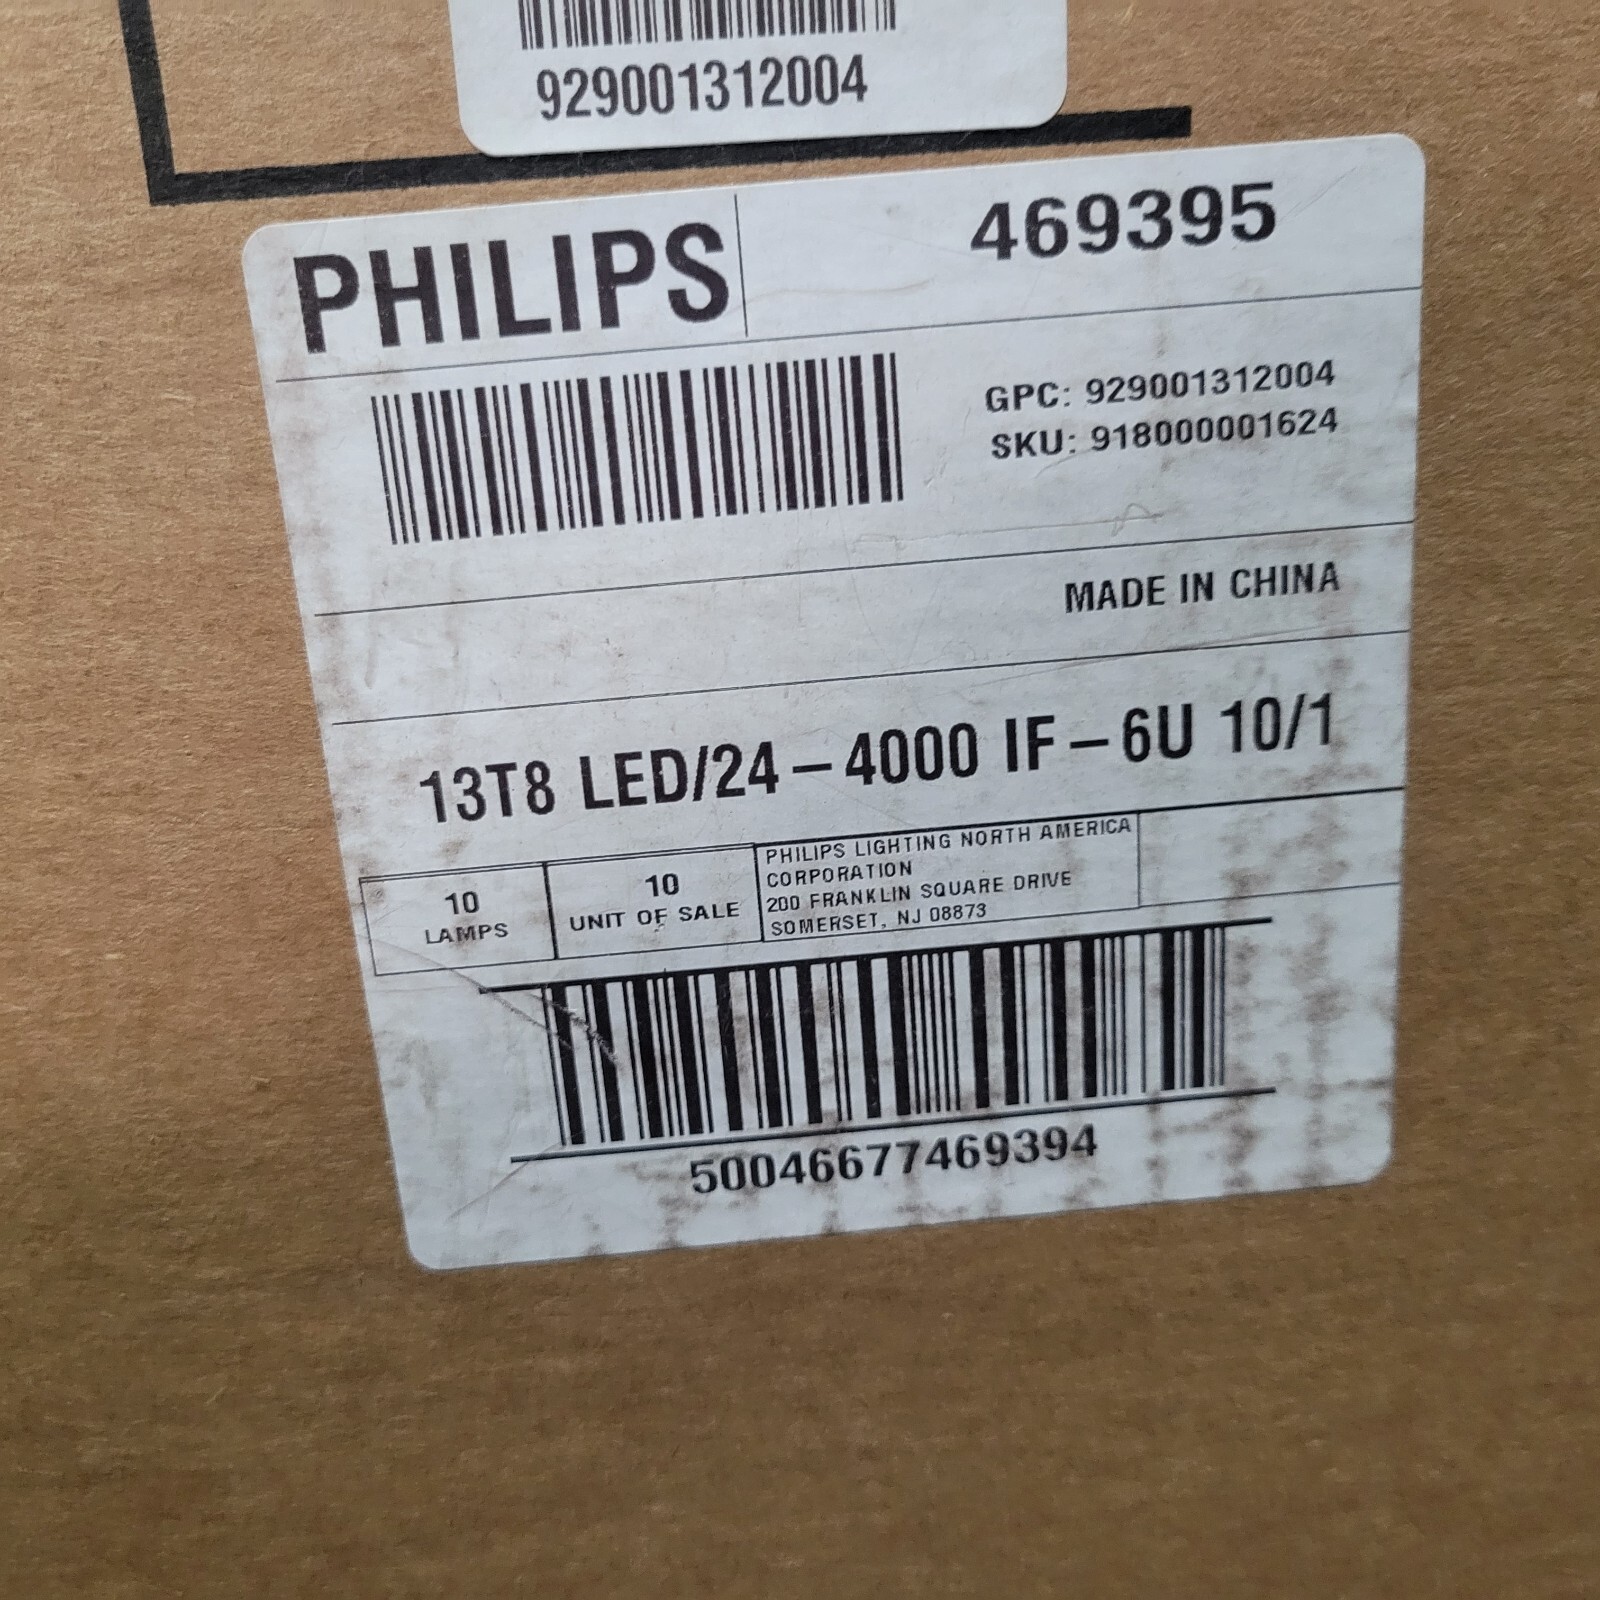 929001312004
PHILIPS
469395
GPC: 929001312004
SKU: 918000001624
MADE IN CHINA
13T8 LED/24 – 4000 IF – 6U 10/1
10
LAMPS
10
UNIT OF SALE
PHILIPS LIGHTING NORTH AMERICA
CORPORATION
200 FRANKLIN SQUARE DRIVE
SOMERSET, NJ 08873
50046677469394